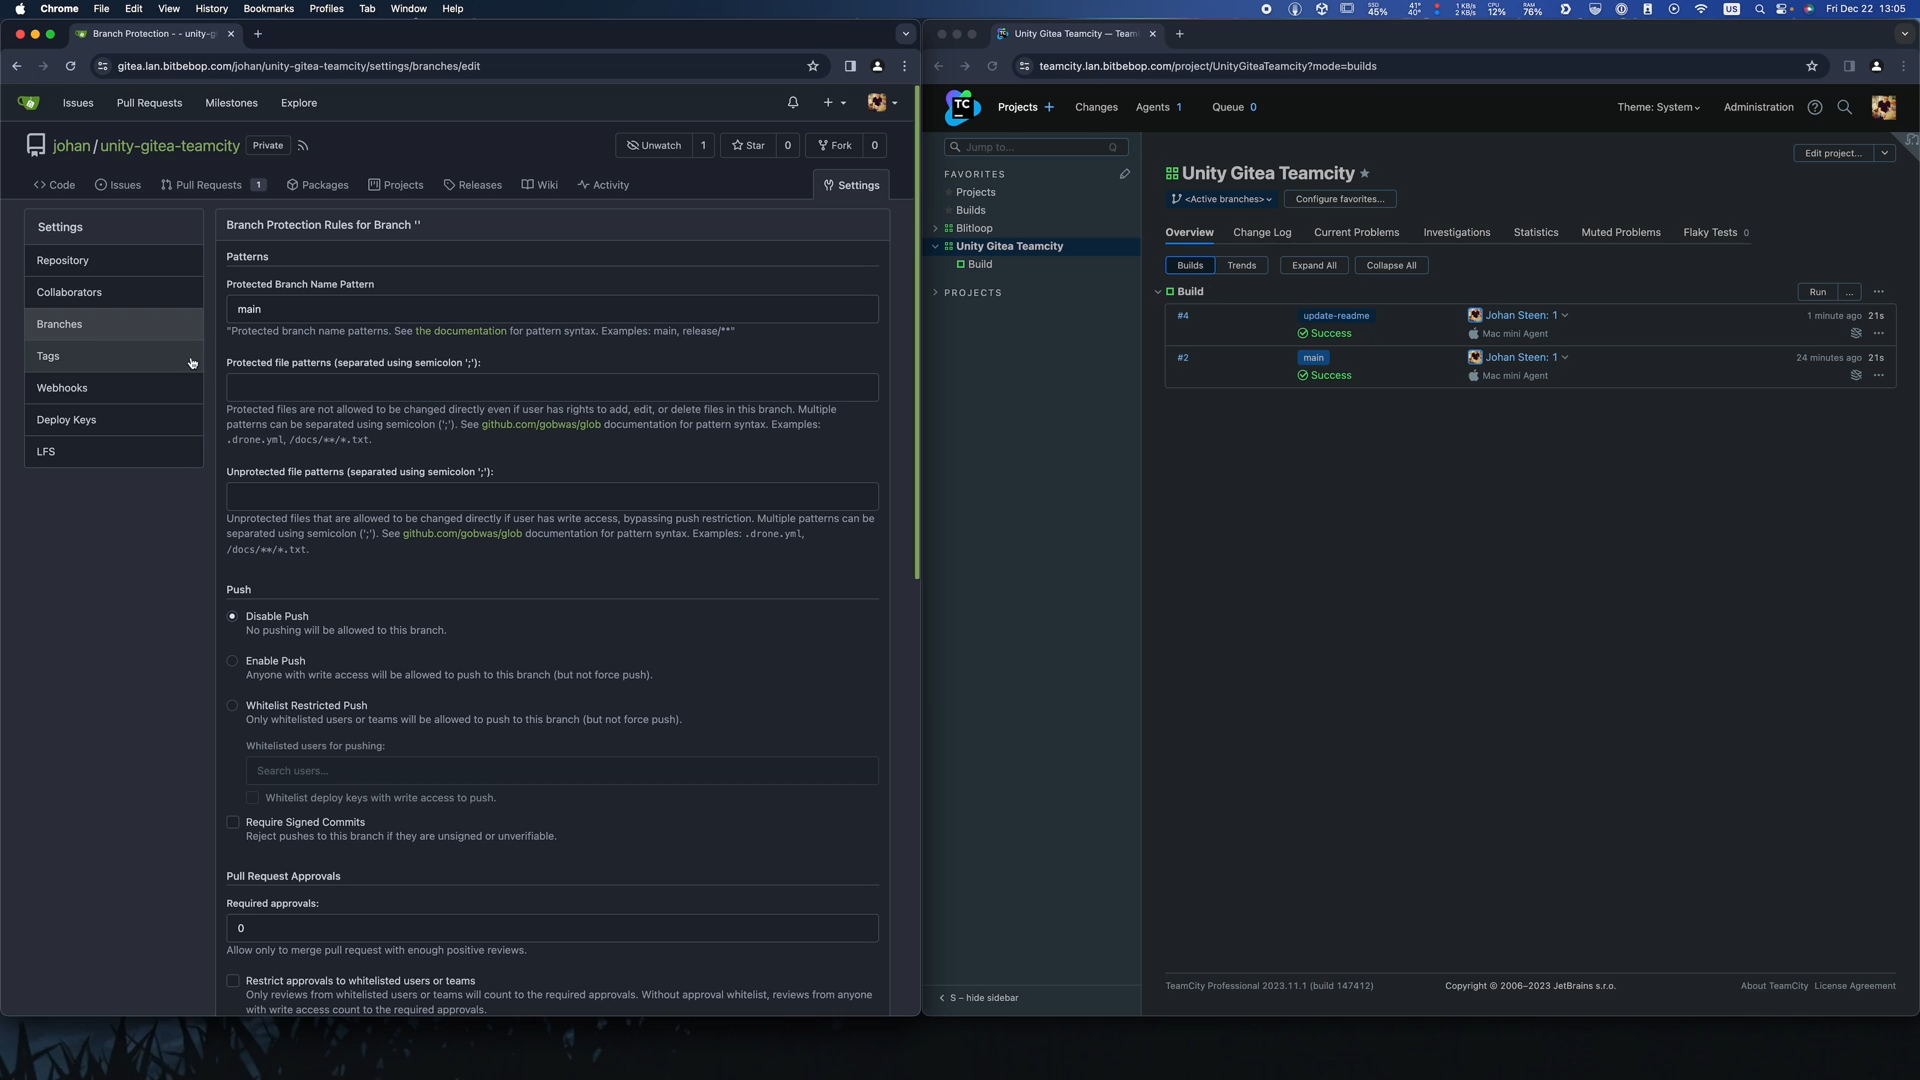 Chrome File Edit View History Bookmarks Profiles Tab Window Help
SSD 45% 41° 40° 1 KB/s 2 KB/s CPU 12% RAM 76% US Fri Dec 22 13:05
Branch Protection - - unity-gi
gitea.lan.bitbebop.com/johan/unity-gitea-teamcity/settings/branches/edit
Issues Pull Requests Milestones Explore
johan/unity-gitea-teamcity Private Unwatch 1 Star 0 Fork 0
Code Issues Pull Requests 1 Packages Projects Releases Wiki Activity Settings
Settings
Repository
Collaborators
Branches
Tags
Webhooks
Deploy Keys
LFS
Branch Protection Rules for Branch ''
Patterns
Protected Branch Name Pattern
main
"Protected branch name patterns. See the documentation for pattern syntax. Examples: main, release/**"
Protected file patterns (separated using semicolon ';'):
Protected files are not allowed to be changed directly even if user has rights to add, edit, or delete files in this branch. Multiple
patterns can be separated using semicolon (';'). See github.com/gobwas/glob documentation for pattern syntax. Examples:
.drone.yml, /docs/**/*.txt.
Unprotected file patterns (separated using semicolon ';'):
Unprotected files that are allowed to be changed directly if user has write access, bypassing push restriction. Multiple patterns can be
separated using semicolon (';'). See github.com/gobwas/glob documentation for pattern syntax. Examples: .drone.yml,
/docs/**/*.txt.
Push
Disable Push
No pushing will be allowed to this branch.
Enable Push
Anyone with write access will be allowed to push to this branch (but not force push).
Whitelist Restricted Push
Only whitelisted users or teams will be allowed to push to this branch (but not force push).
Whitelisted users for pushing:
Search users...
Whitelist deploy keys with write access to push.
Require Signed Commits
Reject pushes to this branch if they are unsigned or unverifiable.
Pull Request Approvals
Required approvals:
0
Allow only to merge pull request with enough positive reviews.
Restrict approvals to whitelisted users or teams
Only reviews from whitelisted users or teams will count to the required approvals. Without approval whitelist, reviews from anyone
with write access count to the required approvals.
Unity Gitea Teamcity — Team
teamcity.lan.bitbebop.com/project/UnityGiteaTeamcity?mode=builds
TC Projects + Changes Agents 1 Queue 0 Theme: System Administration
Jump to... Q
FAVORITES
Projects
Builds
Blitloop
Unity Gitea Teamcity
Build
PROJECTS
S – hide sidebar
Edit project...
Unity Gitea Teamcity
<Active branches> Configure favorites...
Overview Change Log Current Problems Investigations Statistics Muted Problems Flaky Tests 0
Builds Trends Expand All Collapse All
Build Run ...
#4 update-readme Johan Steen: 1 1 minute ago 21s
Success Mac mini Agent
#2 main Johan Steen: 1 24 minutes ago 21s
Success Mac mini Agent
TeamCity Professional 2023.11.1 (build 147412) Copyright © 2006–2023 JetBrains s.r.o. About TeamCity License Agreement